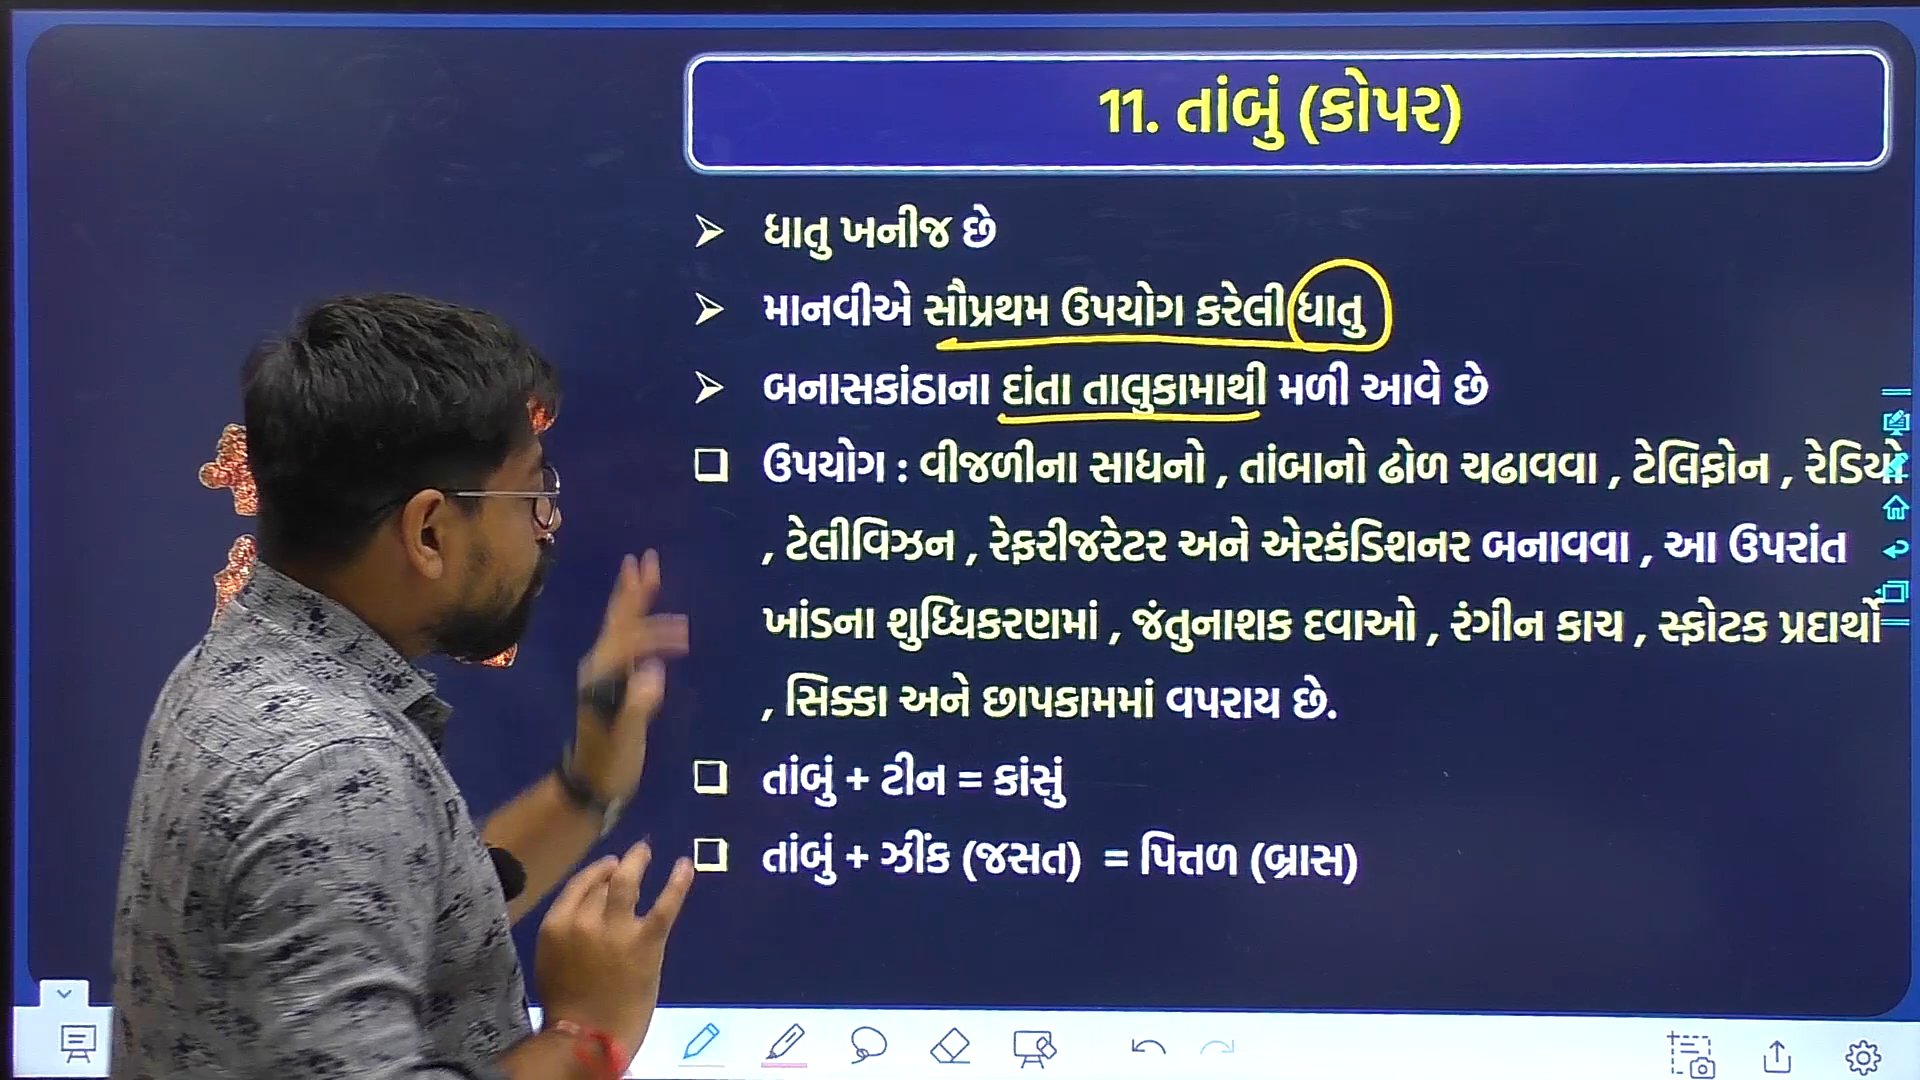 11. તાંબું (કોપર)
ધાતુ ખનીજ છે
માનવીએ સૌપ્રથમ ઉપયોગ કરેલી ધાતુ
બનાસકાંઠાના દાંતા તાલુકામાથી મળી આવે છે
ઉપયોગ : વીજળીના સાધનો , તાંબાનો ઢોળ ચઢાવવા , ટેલિફોન , રેડિયો
, ટેલીવિઝન , રેફરીજરેટર અને એરકંડિશનર બનાવવા , આ ઉપરાંત
ખાંડના શુધ્ધિકરણમાં , જંતુનાશક દવાઓ , રંગીન કાચ , સ્ફોટક પ્રદાર્થો
, સિક્કા અને છાપકામમાં વપરાય છે.
તાંબું + ટીન = કાંસું
તાંબું + ઝીંક (જસત) = પિત્તળ (બ્રાસ)